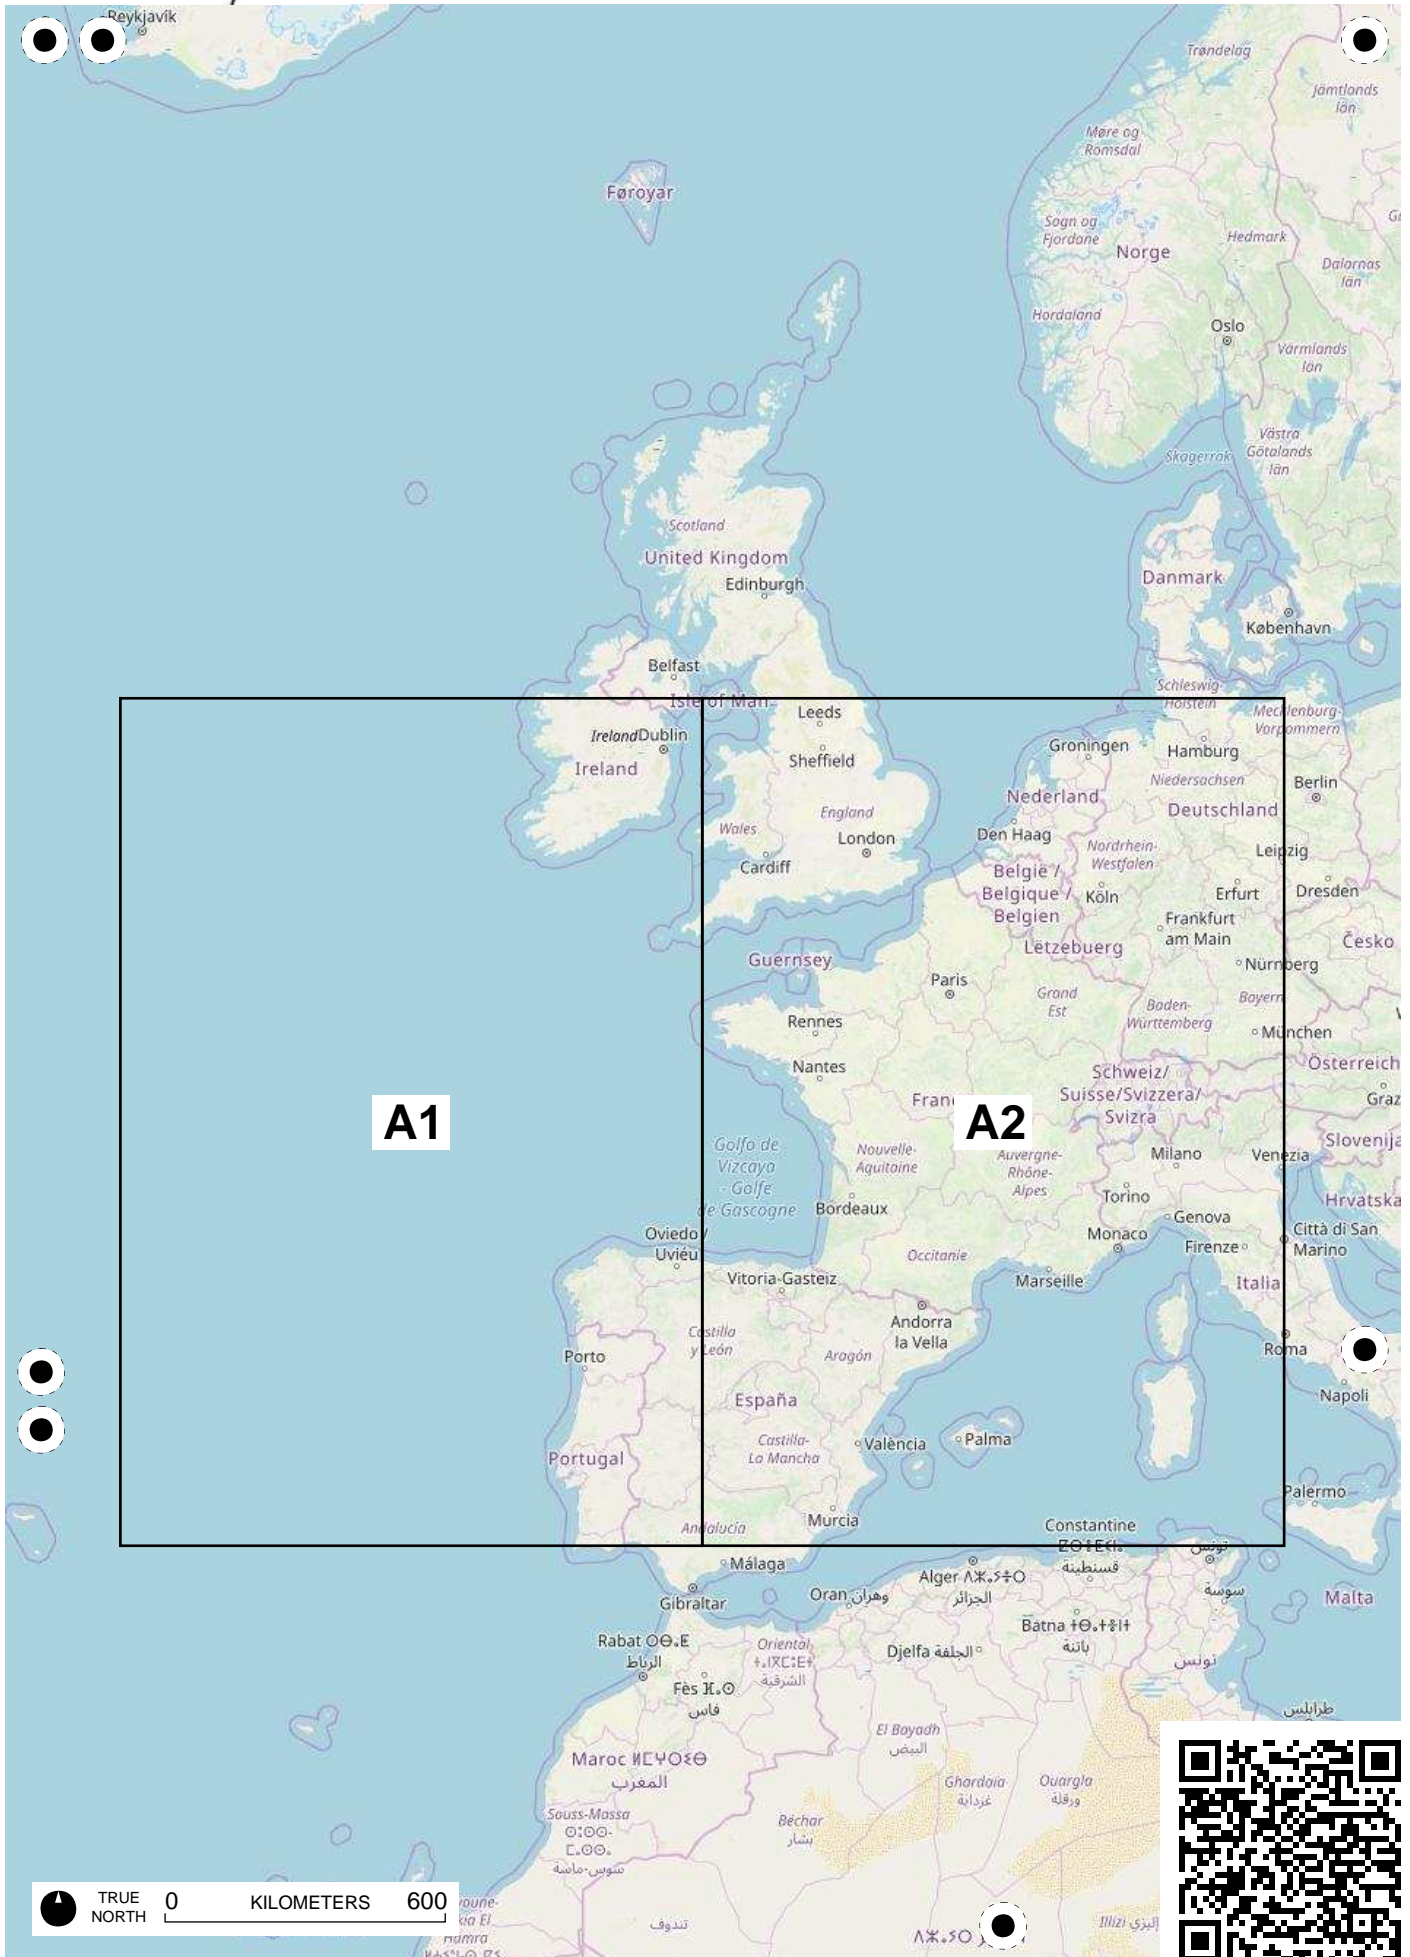 Reykjavík
Trøndelag
Jämtlands
län
Møre og
Romsdal
Føroyar
Sogn og
Fjordane
Norge
Hedmark
Dalarnas
län
Hordaland
Oslo
Värmlands
län
Västra
Götalands
län
Skagerrak
Scotland
United Kingdom
Edinburgh
Danmark
København
Belfast
Isle of Man
Schleswig-
Holstein
Mecklenburg-
Vorpommern
Leeds
Ireland
Dublin
Groningen
Hamburg
Sheffield
Ireland
Niedersachsen
Berlin
Nederland
Deutschland
England
Wales
London
Den Haag
Nordrhein-
Westfalen
Leipzig
Cardiff
België /
Belgique /
Belgien
Köln
Erfurt
Dresden
Frankfurt
am Main
Lëtzebuerg
Česko
Guernsey
Nürnberg
Paris
Grand
Est
Baden-
Württemberg
Bayern
Rennes
München
Nantes
Schweiz/
Suisse/Svizzera/
Svizra
Österreich
Graz
A1
A2
Golfo de
Vizcaya
- Golfe
de Gascogne
Nouvelle-
Aquitaine
Auvergne-
Rhône-
Alpes
Milano
Venezia
Slovenija
Torino
Hrvatska
Bordeaux
Genova
Oviedo /
Uviéu
Monaco
Firenze
Città di San
Marino
Occitanie
Vitoria-Gasteiz
Marseille
Italia
Andorra
la Vella
Castilla
y León
Porto
Aragón
Roma
España
Napoli
Castilla-
La Mancha
València
Palma
Portugal
Palermo
Andalucía
Murcia
Constantine
قسنطينة
تونس
Málaga
Alger ⴷⵣⴰⵢⵔ
الجزائر
Gibraltar
Oran وهران
سوسة
Malta
Batna
باتنة
Rabat
الرباط
Oriental
الشرقية
Djelfa الجلفة
تونس
Fès
فاس
طرابلس
El Bayadh
البيض
Maroc
المغرب
Ghardaia
غرداية
Ouargla
ورقلة
Souss-Massa
سوس-ماسة
Béchar
بشار
TRUE
NORTH
0 KILOMETERS 600
تندوف
Illizi إليزي